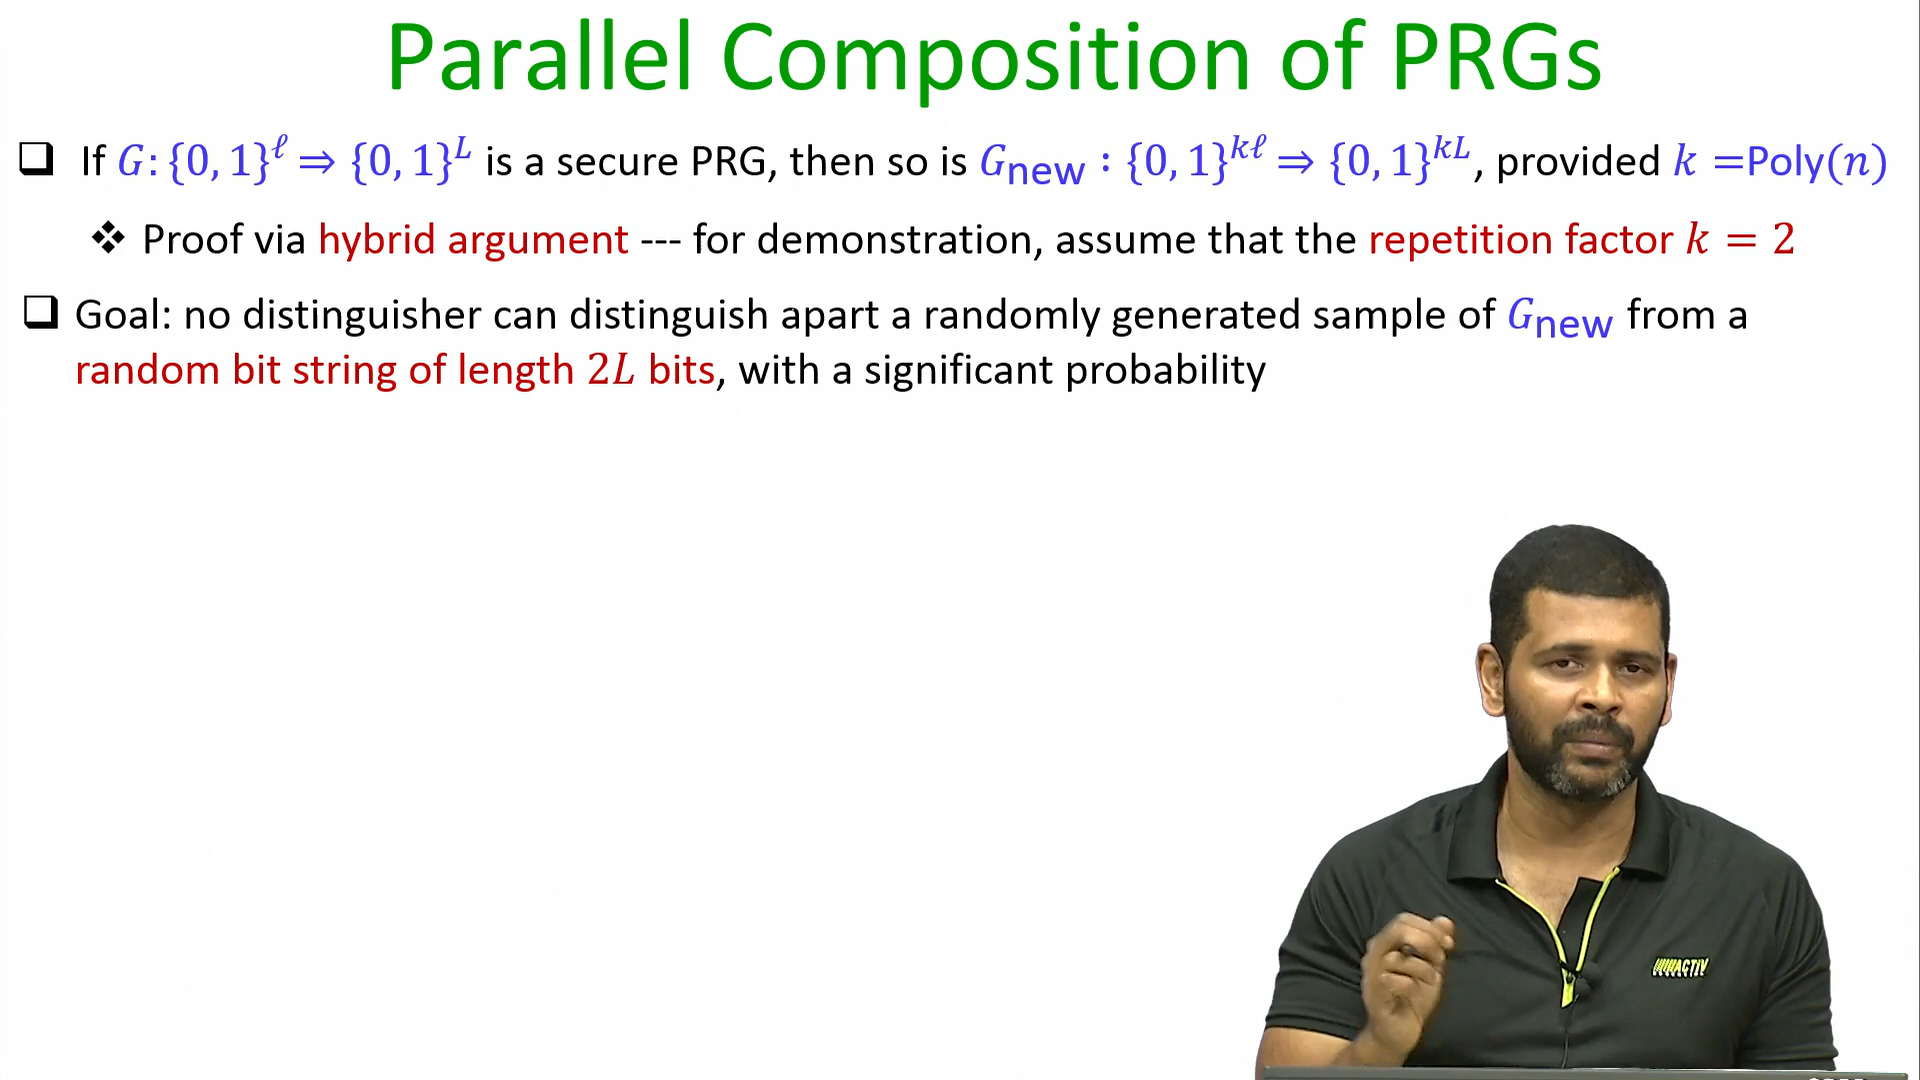 Parallel Composition of PRGs
❑ If G: {0, 1}^ℓ ⇒ {0, 1}^L is a secure PRG, then so is G_new : {0, 1}^{kℓ} ⇒ {0, 1}^{kL}, provided k =Poly(n)
❖ Proof via hybrid argument --- for demonstration, assume that the repetition factor k = 2
❑ Goal: no distinguisher can distinguish apart a randomly generated sample of G_new from a
random bit string of length 2L bits, with a significant probability